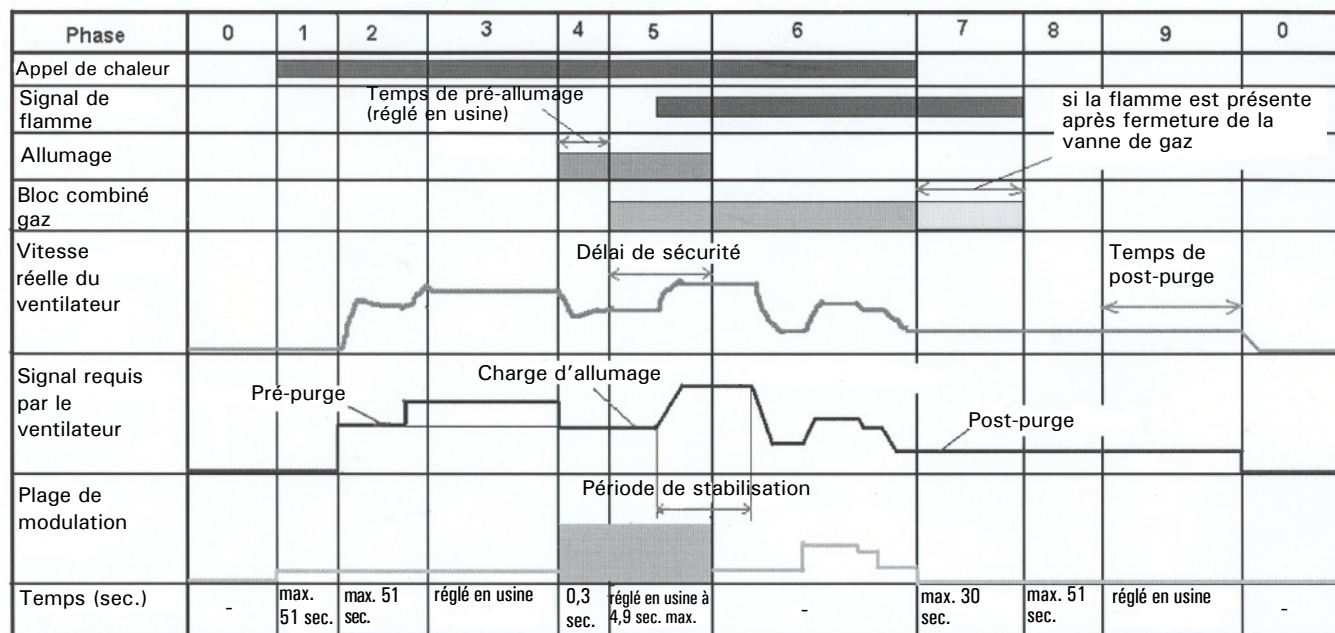 Phase 0 1 2 3 4 5 6 7 8 9 0
Appel de chaleur
Signal de
flamme
Temps de pré-allumage
(réglé en usine)
si la flamme est présente
après fermeture de la
vanne de gaz
Allumage
Bloc combiné
gaz
Vitesse
réelle du
ventilateur
Délai de sécurité
Temps de
post-purge
Signal requis
par le
ventilateur
Pré-purge
Charge d'allumage
Post-purge
Plage de
modulation
Période de stabilisation
Temps (sec.)
-
max.
51 sec.
max. 51
sec.
réglé en usine
0,3
sec.
réglé en usine à
4,9 sec. max.
-
max. 30
sec.
max. 51
sec.
réglé en usine
-